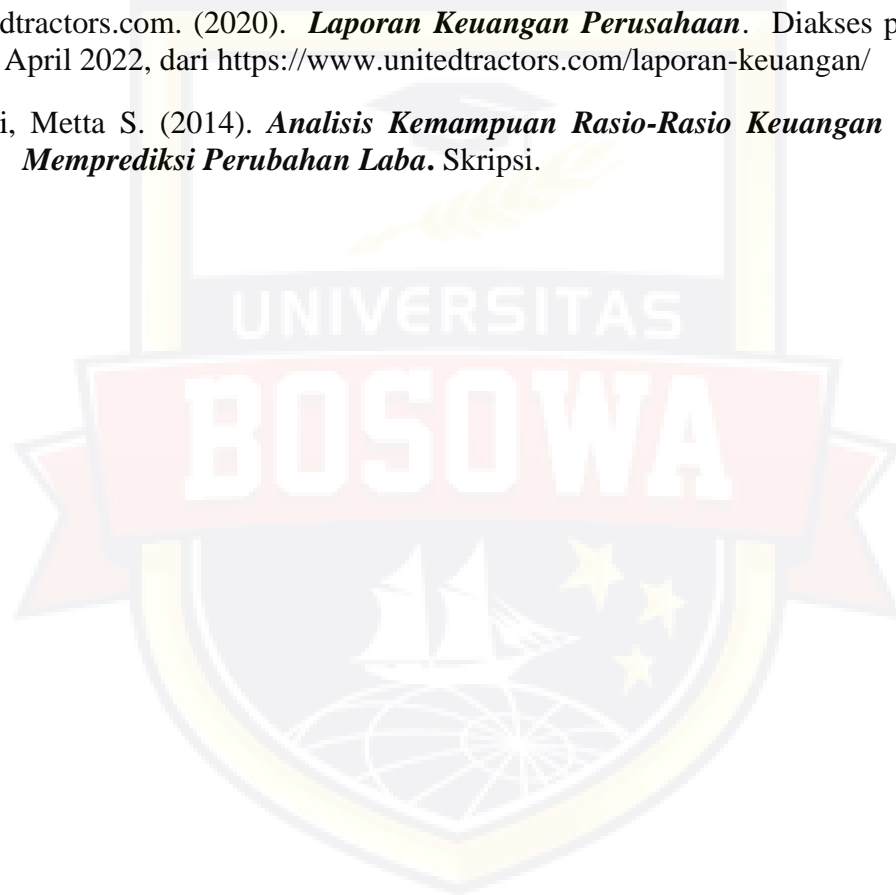 dtractors.com. (2020). Laporan Keuangan Perusahaan. Diakses p
April 2022, dari https://www.unitedtractors.com/laporan-keuangan/
i, Metta S. (2014). Analisis Kemampuan Rasio-Rasio Keuangan
Memprediksi Perubahan Laba. Skripsi.
UNIVERSITAS
BOSOWA